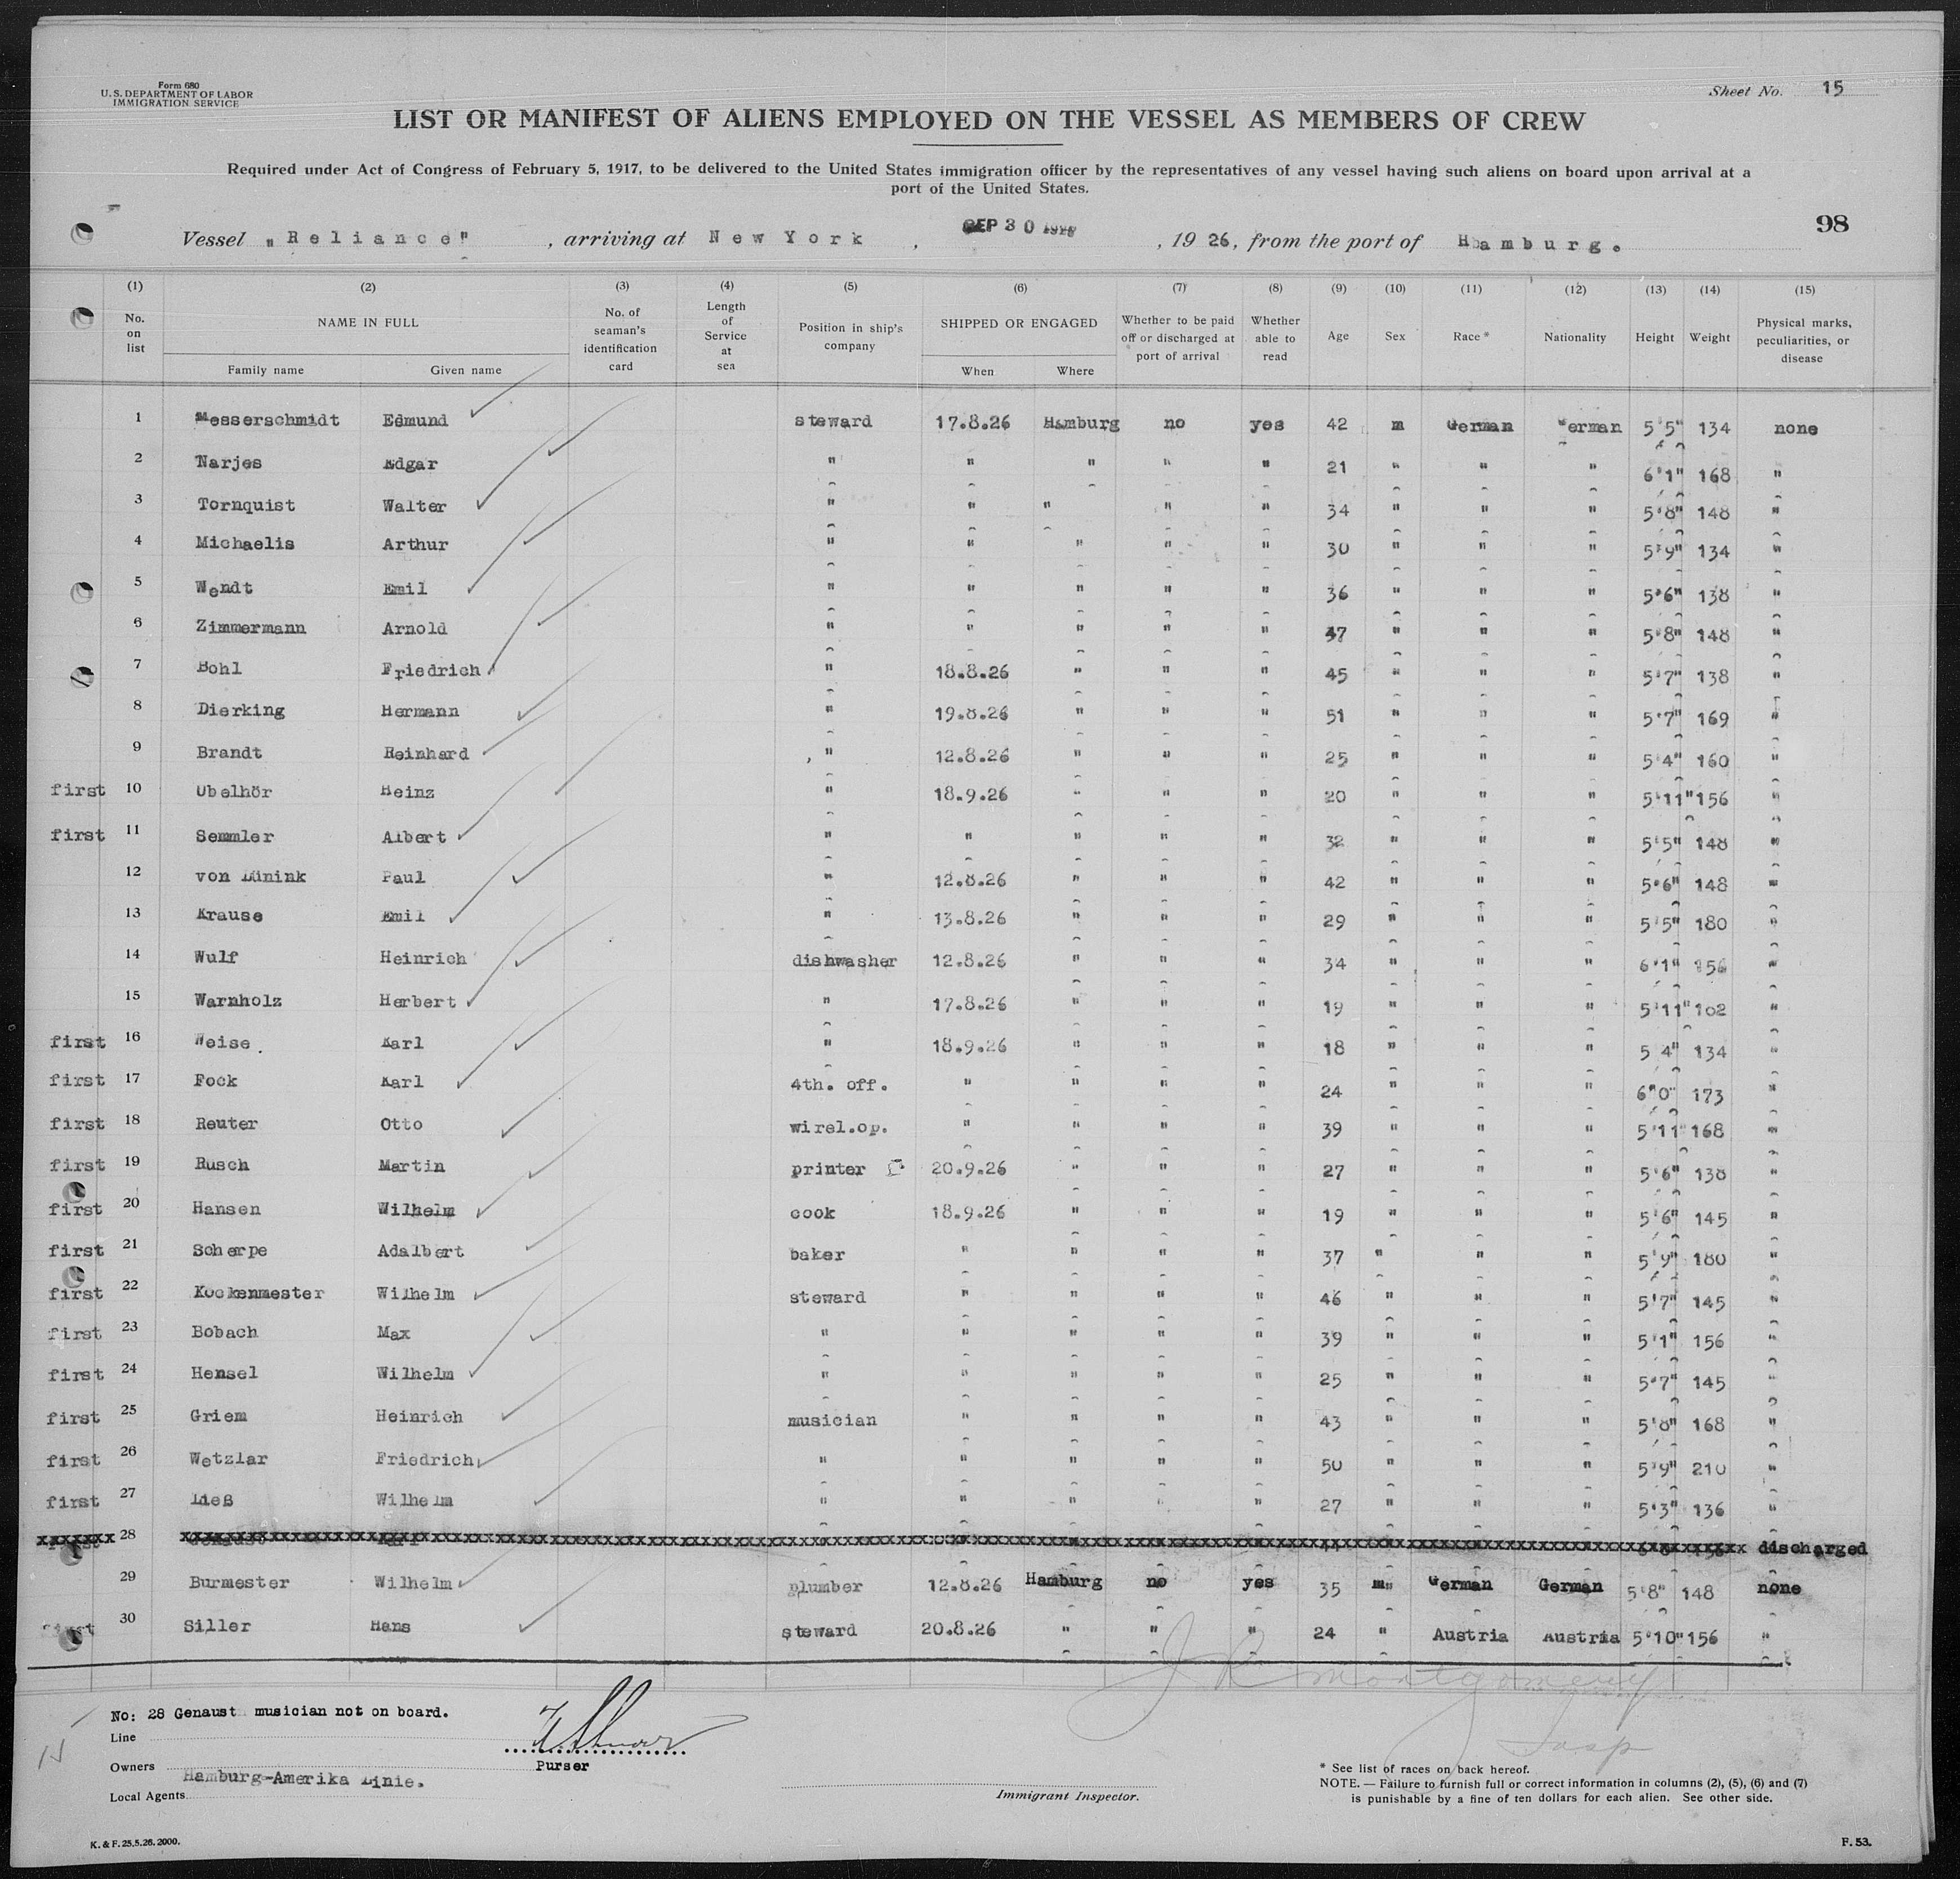 Form 680
U. S. DEPARTMENT OF LABOR
IMMIGRATION SERVICE
Sheet No. 15
LIST OR MANIFEST OF ALIENS EMPLOYED ON THE VESSEL AS MEMBERS OF CREW
Required under Act of Congress of February 5, 1917, to be delivered to the United States immigration officer by the representatives of any vessel having such aliens on board upon arrival at a
port of the United States.
98
Vessel "Reliance", arriving at New York, SEP 30 1926, 1926, from the port of Hamburg.
(1) (2) (3) (4) (5) (6) (7) (8) (9) (10) (11) (12) (13) (14) (15)
No. on list NAME IN FULL No. of seaman's identification card Length of Service at sea Position in ship's company SHIPPED OR ENGAGED Whether to be paid off or discharged at port of arrival Whether able to read Age Sex Race* Nationality Height Weight Physical marks, peculiarities, or disease
Family name Given name When Where
1 Messerschmidt Edmund steward 17.8.26 Hamburg no yes 42 m German German 5'5" 134 none
2 Narjes Edgar " " " " " 21 " " " 6'1" 168 "
3 Tornquist Walter " " " " " 34 " " " 5'8" 148 "
4 Michaelis Arthur " " " " " 30 " " " 5'9" 134 "
5 Wendt Emil " " " " " 36 " " " 5'6" 138 "
6 Zimmermann Arnold " " " " " 47 " " " 5'8" 148 "
7 Bohl Friedrich " 18.8.26 " " " 45 " " " 5'7" 138 "
8 Dierking Hermann " 19.8.26 " " " 51 " " " 5'7" 169 "
9 Brandt Reinhard " 12.8.26 " " " 25 " " " 5'4" 160 "
first 10 Ubelhör Heinz " 18.9.26 " " " 20 " " " 5'11" 156 "
first 11 Semmler Albert " " " " " 32 " " " 5'5" 148 "
12 von Lünink Paul " 12.8.26 " " " 42 " " " 5'6" 148 "
13 Krause Emil " 13.8.26 " " " 29 " " " 5'5" 180 "
14 Wulf Heinrich dishwasher 12.8.26 " " " 34 " " " 6'1" 156 "
15 Warnholz Herbert " 17.8.26 " " " 19 " " " 5'11" 162 "
first 16 Weise Karl " 18.9.26 " " " 18 " " " 5 4" 134 "
first 17 Fock Karl 4th. off. " " " " 24 " " " 6"0" 173 "
first 18 Reuter Otto wirel.op. " " " " 39 " " " 5'11" 168 "
first 19 Rusch Martin printer 20.9.26 " " " 27 " " " 5'6" 138 "
first 20 Hansen Wilhelm cook 18.9.26 " " " 19 " " " 5'6" 145 "
first 21 Scherpe Adalbert baker " " " " 37 " " " 5'9" 180 "
first 22 Kockenmester Wilhelm steward " " " " 46 " " " 5'7" 145 "
first 23 Bobach Max " " " " " 39 " " " 5'1" 156 "
first 24 Hensel Wilhelm " " " " " 25 " " " 5'7" 145 "
first 25 Griem Heinrich musician " " " " 43 " " " 5'8" 168 "
first 26 Wetzlar Friedrich " " " " " 50 " " " 5'9" 210 "
first 27 Ließ Wilhelm " " " " " 27 " " " 5'3" 136 "
28 discharged
29 Burmester Wilhelm plumber 12.8.26 Hamburg no yes 35 m" German German 5'8" 148 none
first 30 Siller Hans steward 20.8.26 " " " 24 " Austria Austria 5'10" 156 "
J R Montgomery
No: 28 Genaust musician not on board.
Line
Purser
Insp
Owners Hamburg-Amerika Linie.
Local Agents
Immigrant Inspector.
* See list of races on back hereof.
NOTE. — Failure to furnish full or correct information in columns (2), (5), (6) and (7)
is punishable by a fine of ten dollars for each alien. See other side.
K. & F. 25.5.26. 2000.
F. 53.